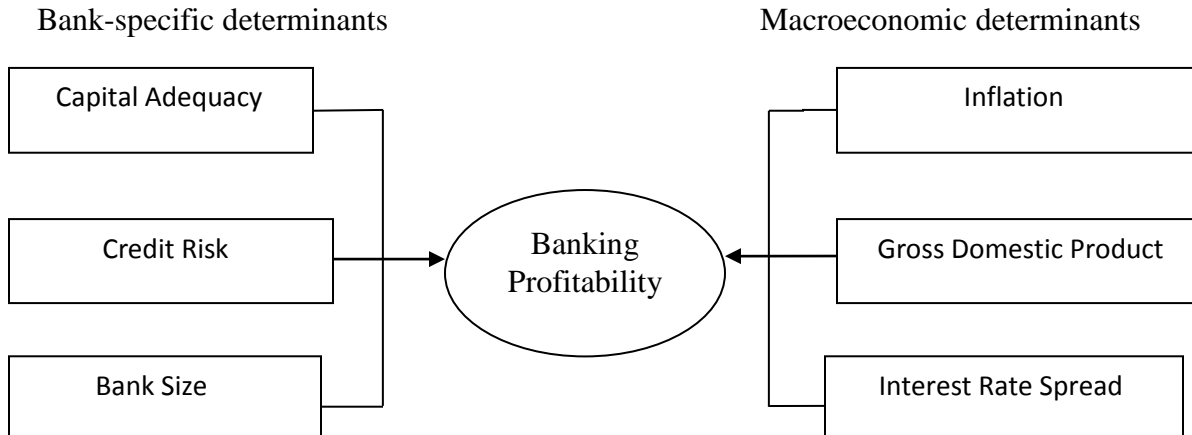 Bank-specific determinants
Macroeconomic determinants
Capital Adequacy
Inflation
Credit Risk
Banking
Profitability
Gross Domestic Product
Bank Size
Interest Rate Spread